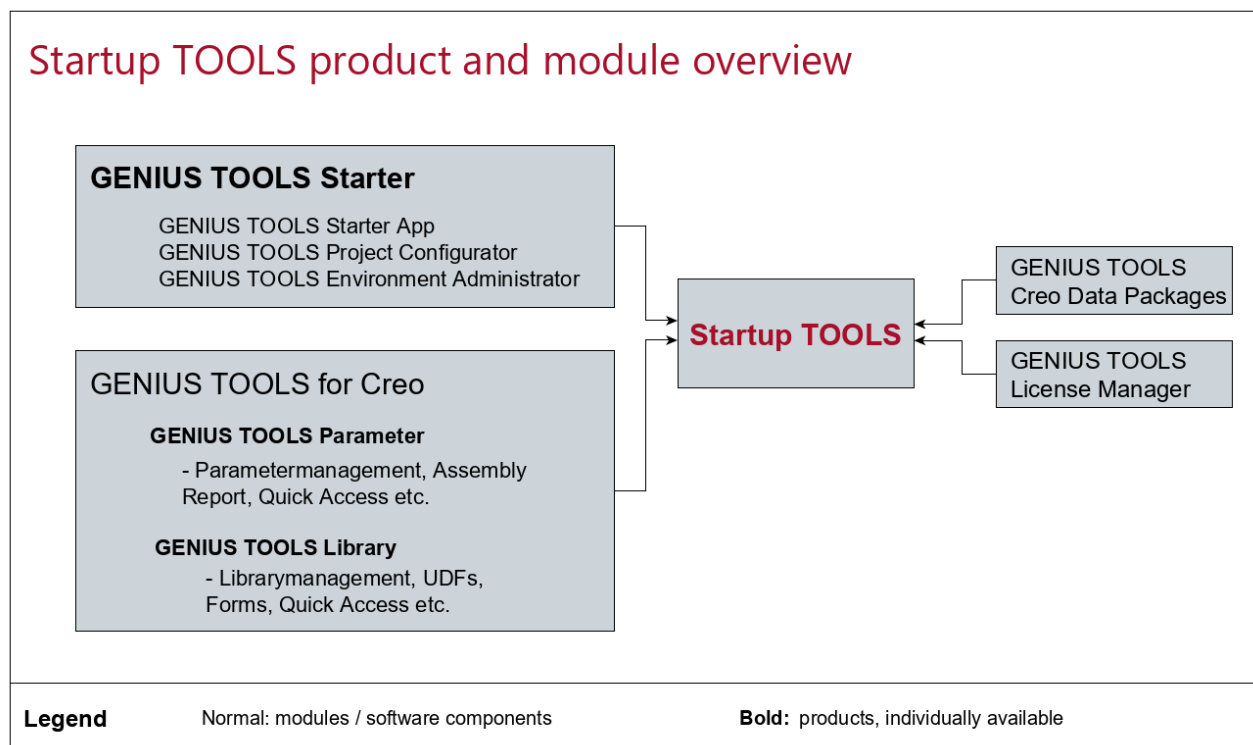 Startup TOOLS product and module overview
GENIUS TOOLS Starter
GENIUS TOOLS Starter App
GENIUS TOOLS Project Configurator
GENIUS TOOLS Environment Administrator
GENIUS TOOLS for Creo
GENIUS TOOLS Parameter
- Parametermanagement, Assembly
Report, Quick Access etc.
GENIUS TOOLS Library
- Librarymanagement, UDFs,
Forms, Quick Access etc.
Startup TOOLS
GENIUS TOOLS
Creo Data Packages
GENIUS TOOLS
License Manager
Legend
Normal: modules / software components
Bold: products, individually available